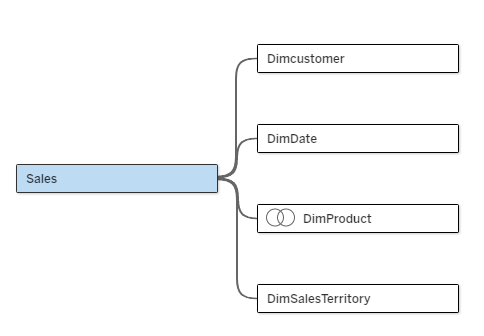 Dimcustomer
DimDate
Sales
DimProduct
DimSalesTerritory